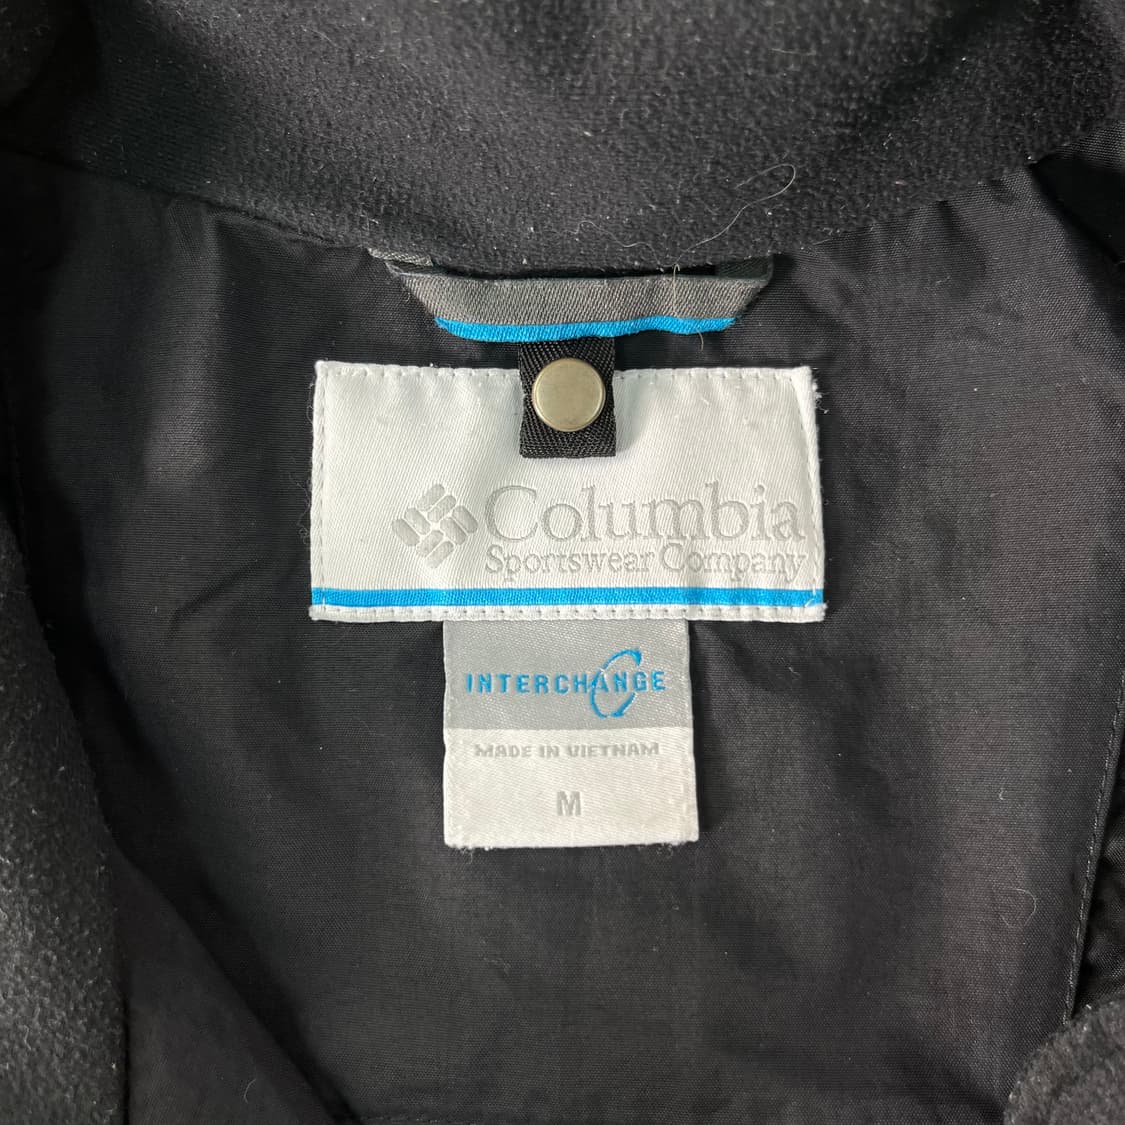 Columbia
Sportswear Company
INTERCHANGE
MADE IN VIETNAM
M